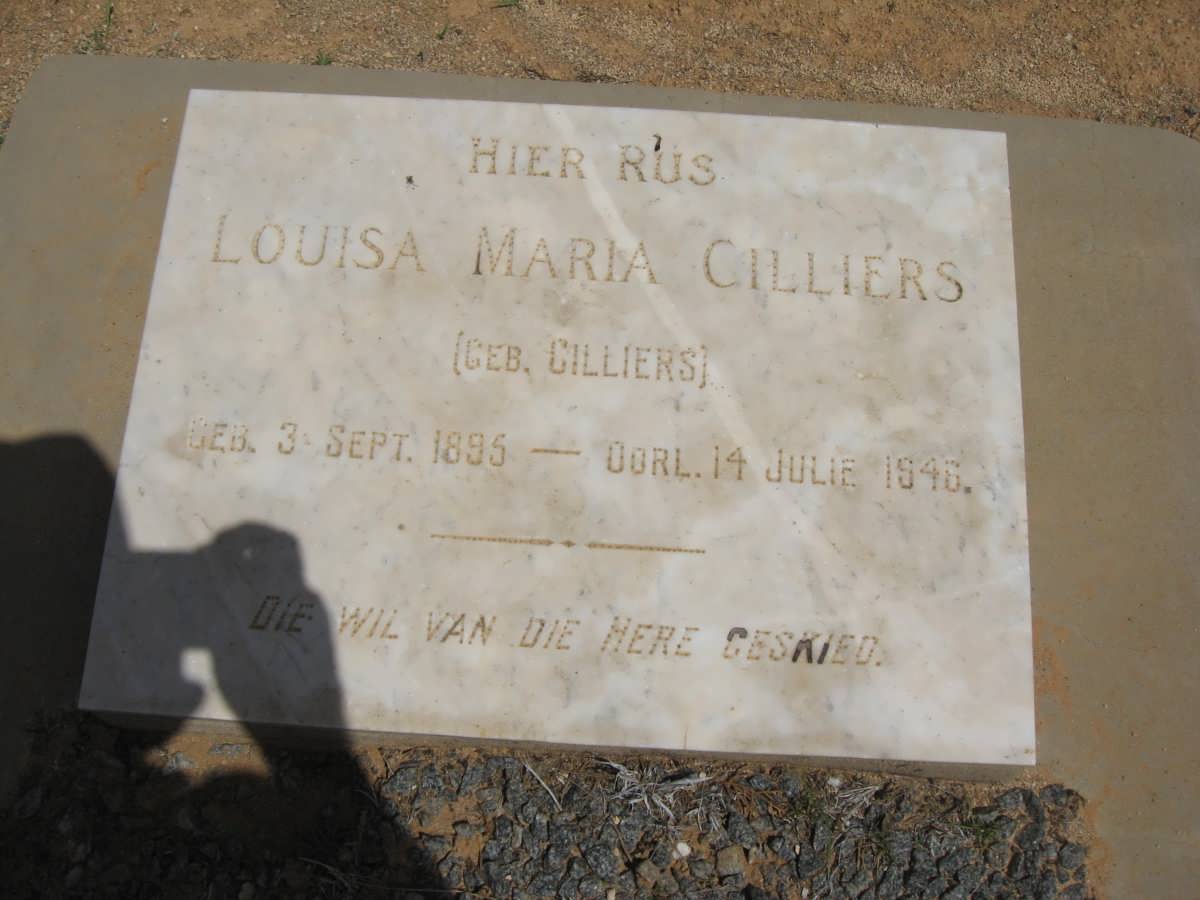 HIER RUS
LOUISA MARIA CILLIERS
(GEB. CILLIERS)
GEB. 3 SEPT. 1895 — OORL. 14 JULIE 1946.
DIE WIL VAN DIE HERE GESKIED.